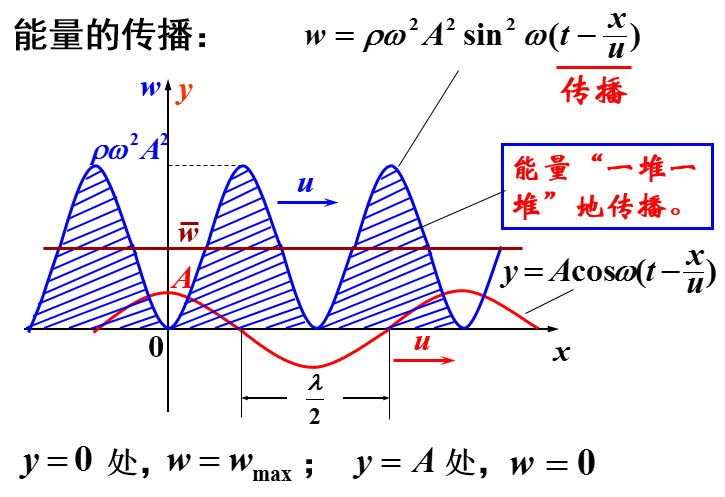 能量的传播： w = ρω²A² sin² ω(t − x/u)
传播
w y
ρω²A²
能量“一堆一
堆”地传播。
u
w̅
A
y = A cos ω(t − x/u)
0
u
x
λ/2
y = 0 处，w = w_max； y = A 处，w = 0